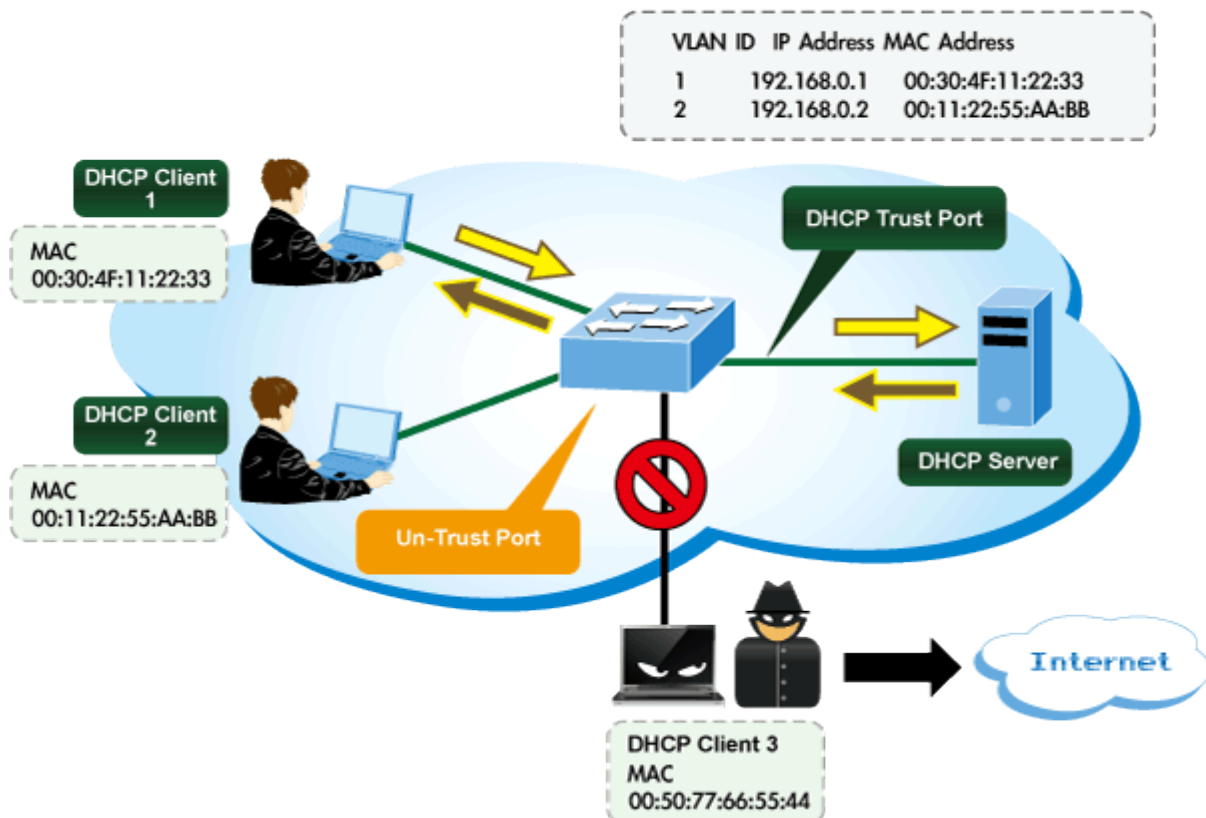 VLAN ID IP Address MAC Address
1 192.168.0.1 00:30:4F:11:22:33
2 192.168.0.2 00:11:22:55:AA:BB
DHCP Client
1
MAC
00:30:4F:11:22:33
DHCP Trust Port
DHCP Client
2
MAC
00:11:22:55:AA:BB
DHCP Server
Un-Trust Port
Internet
DHCP Client 3
MAC
00:50:77:66:55:44